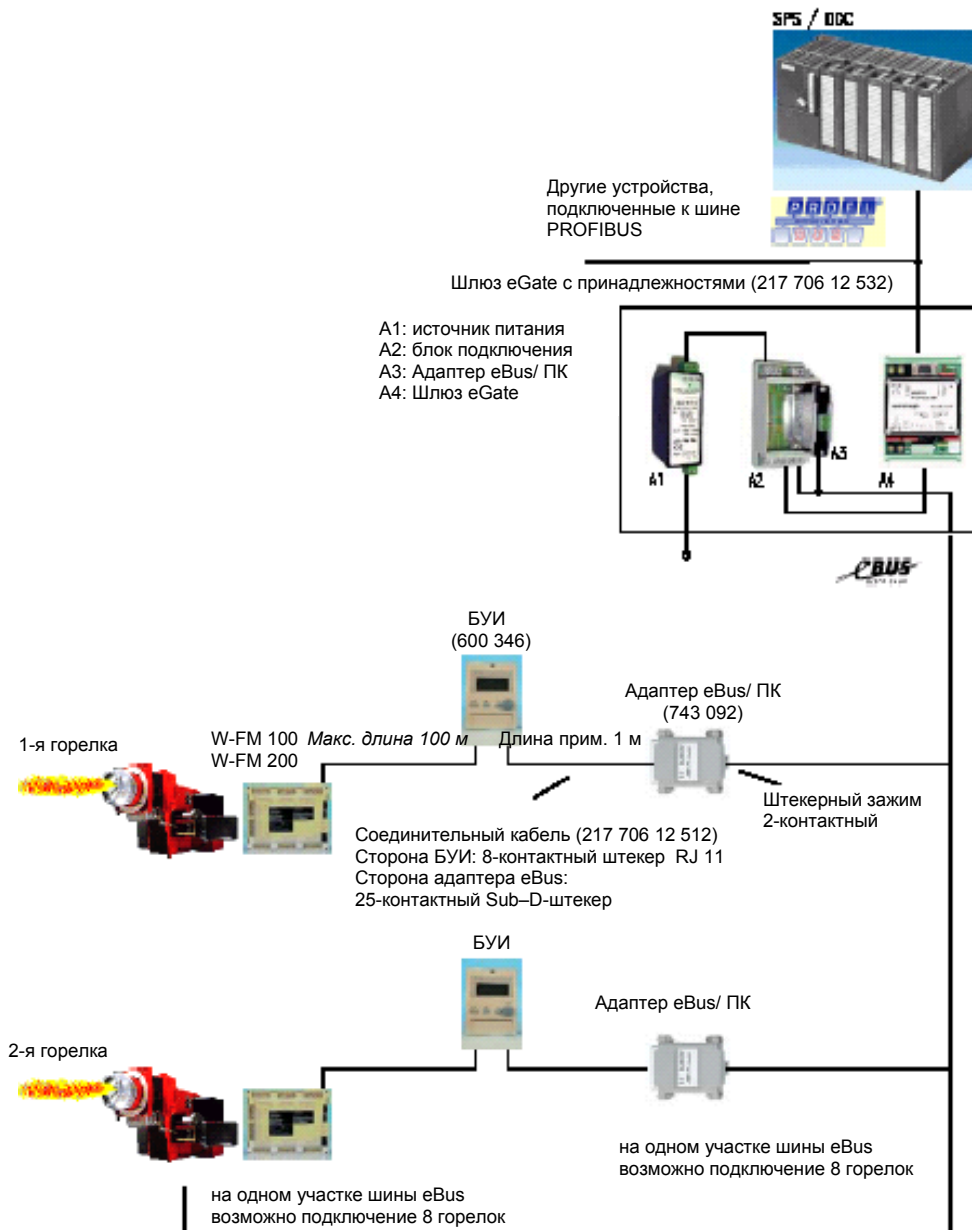 SPS / DDC
Другие устройства,
подключенные к шине
PROFIBUS
PROFI
BUS
Шлюз eGate с принадлежностями (217 706 12 532)
A1: источник питания
A2: блок подключения
A3: Адаптер eBus/ ПК
A4: Шлюз eGate
A1
A2
A3
A4
eBUS
БУИ
(600 346)
Адаптер eBus/ ПК
(743 092)
1-я горелка
W-FM 100 Макс. длина 100 м Длина прим. 1 м
W-FM 200
Штекерный зажим
2-контактный
Соединительный кабель (217 706 12 512)
Сторона БУИ: 8-контактный штекер RJ 11
Сторона адаптера eBus:
25-контактный Sub–D-штекер
БУИ
Адаптер eBus/ ПК
2-я горелка
на одном участке шины eBus
возможно подключение 8 горелок
на одном участке шины eBus
возможно подключение 8 горелок